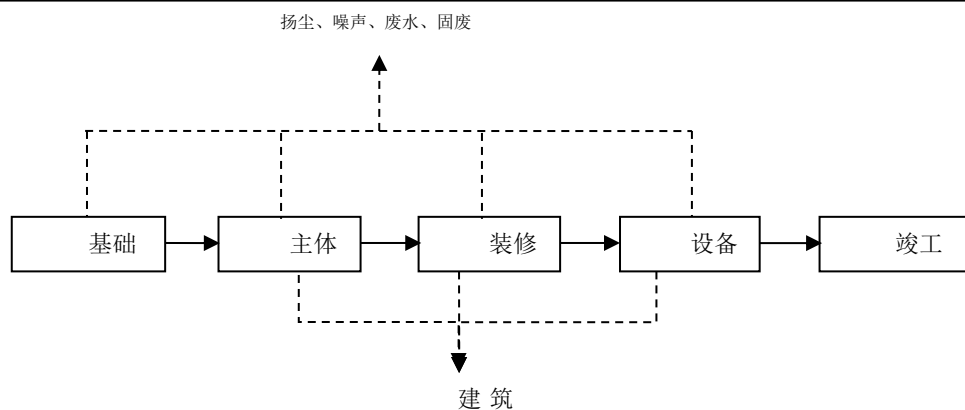 扬尘、噪声、废水、固废
基础
主体
装修
设备
竣工
建 筑